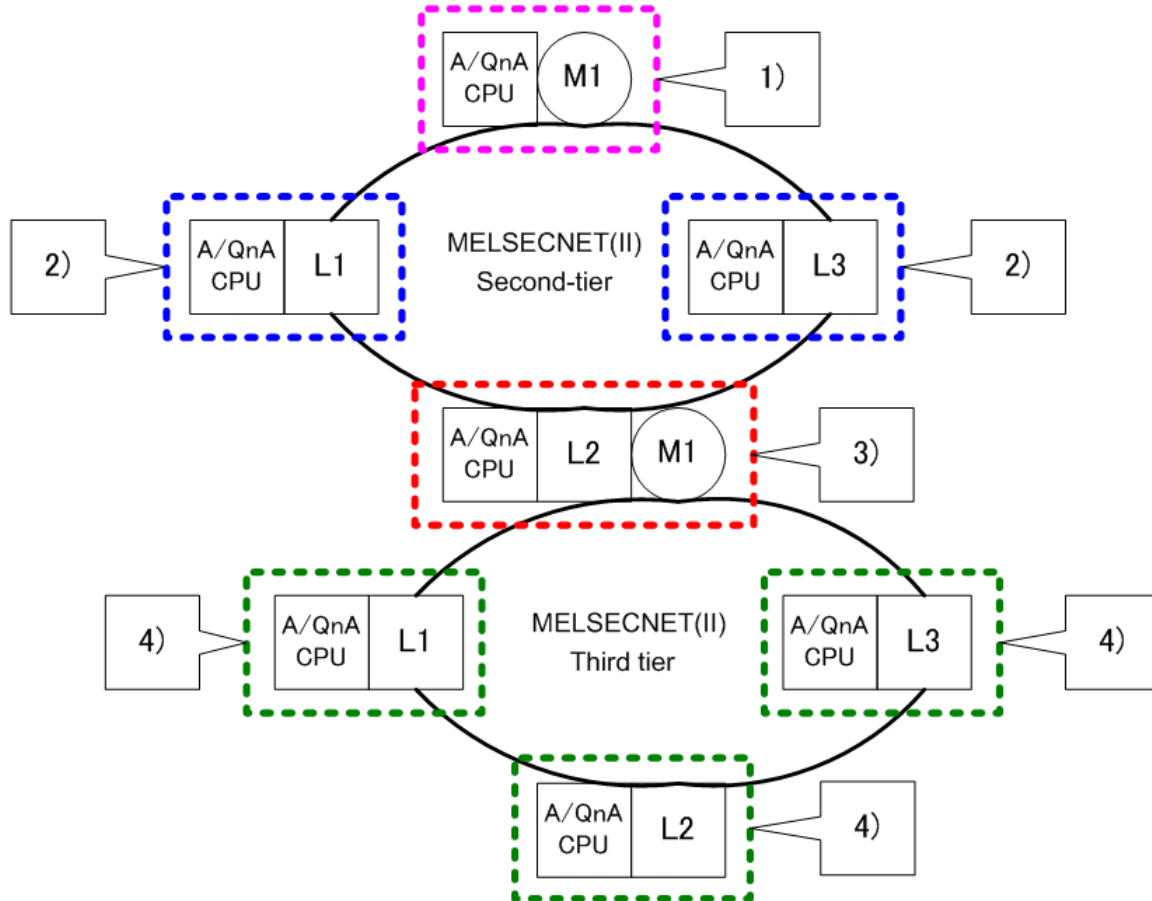 A/QnA
CPU
M1
1)
2)
A/QnA
CPU
L1
MELSECNET(II)
Second-tier
A/QnA
CPU
L3
2)
A/QnA
CPU
L2
M1
3)
4)
A/QnA
CPU
L1
MELSECNET(II)
Third tier
A/QnA
CPU
L3
4)
A/QnA
CPU
L2
4)